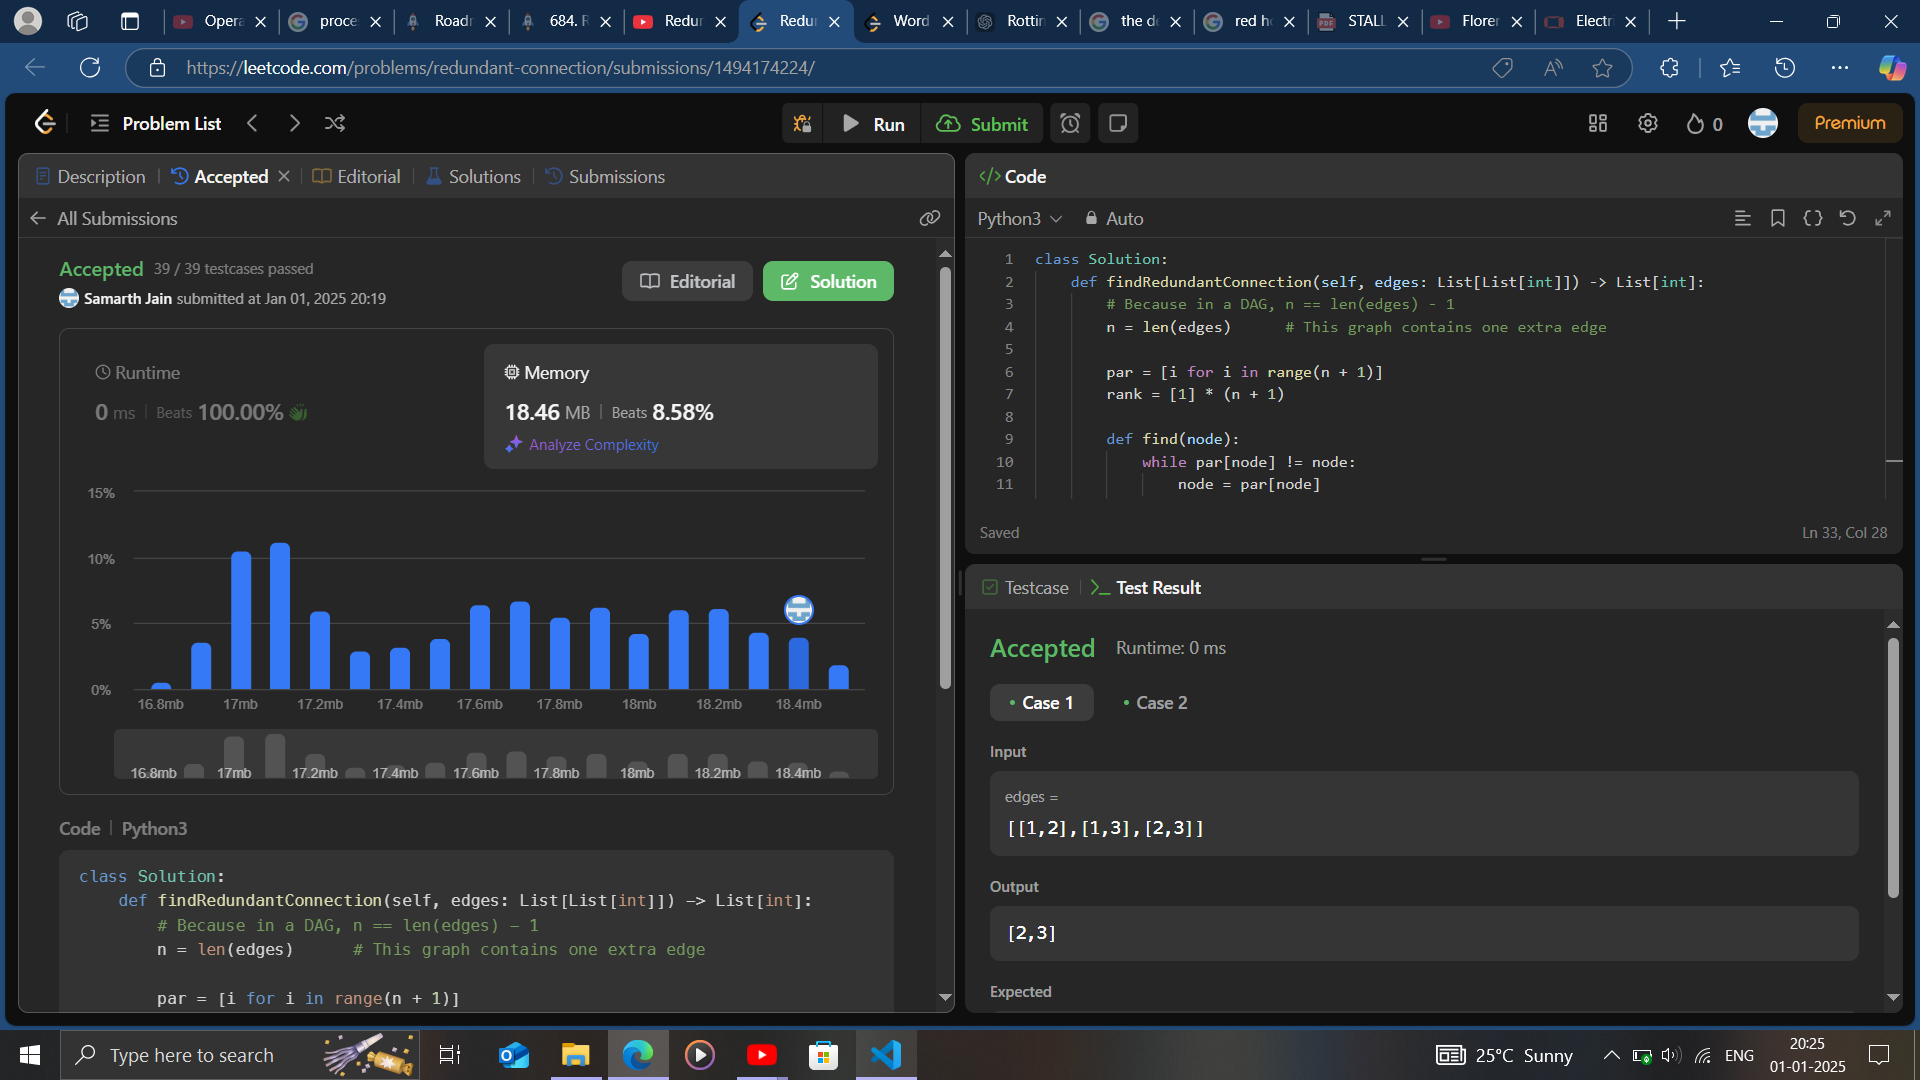 Opera
proce
Roadr
684. R
Redur
Redur
Word
Rottin
the de
red h
STALL
Florer
Electr
https://leetcode.com/problems/redundant-connection/submissions/1494174224/
Problem List
Run
Submit
0
Premium
Description
Accepted
Editorial
Solutions
Submissions
All Submissions
Accepted 39 / 39 testcases passed
Samarth Jain submitted at Jan 01, 2025 20:19
Editorial
Solution
Runtime
0 ms Beats 100.00%
Memory
18.46 MB Beats 8.58%
Analyze Complexity
15%
10%
5%
0%
16.8mb 17mb 17.2mb 17.4mb 17.6mb 17.8mb 18mb 18.2mb 18.4mb
16.8mb 17mb 17.2mb 17.4mb 17.6mb 17.8mb 18mb 18.2mb 18.4mb
Code | Python3
class Solution:
def findRedundantConnection(self, edges: List[List[int]]) -> List[int]:
# Because in a DAG, n == len(edges) - 1
n = len(edges) # This graph contains one extra edge
par = [i for i in range(n + 1)]
</> Code
Python3
Auto
1 class Solution:
2 def findRedundantConnection(self, edges: List[List[int]]) -> List[int]:
3 # Because in a DAG, n == len(edges) - 1
4 n = len(edges) # This graph contains one extra edge
5
6 par = [i for i in range(n + 1)]
7 rank = [1] * (n + 1)
8
9 def find(node):
10 while par[node] != node:
11 node = par[node]
Saved
Ln 33, Col 28
Testcase
Test Result
Accepted Runtime: 0 ms
Case 1
Case 2
Input
edges =
[[1,2],[1,3],[2,3]]
Output
[2,3]
Expected
Type here to search
25°C Sunny
ENG
20:25
01-01-2025